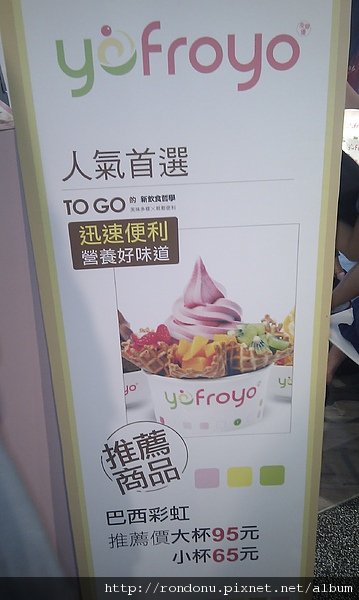 yofroyo
人氣首選
TO GO 的 新飲食哲學
迅速便利
營養好味道
yofroyo
推薦
商品
巴西彩虹
推薦價大杯95元
小杯65元
http://rondonu.pixnet.net/album